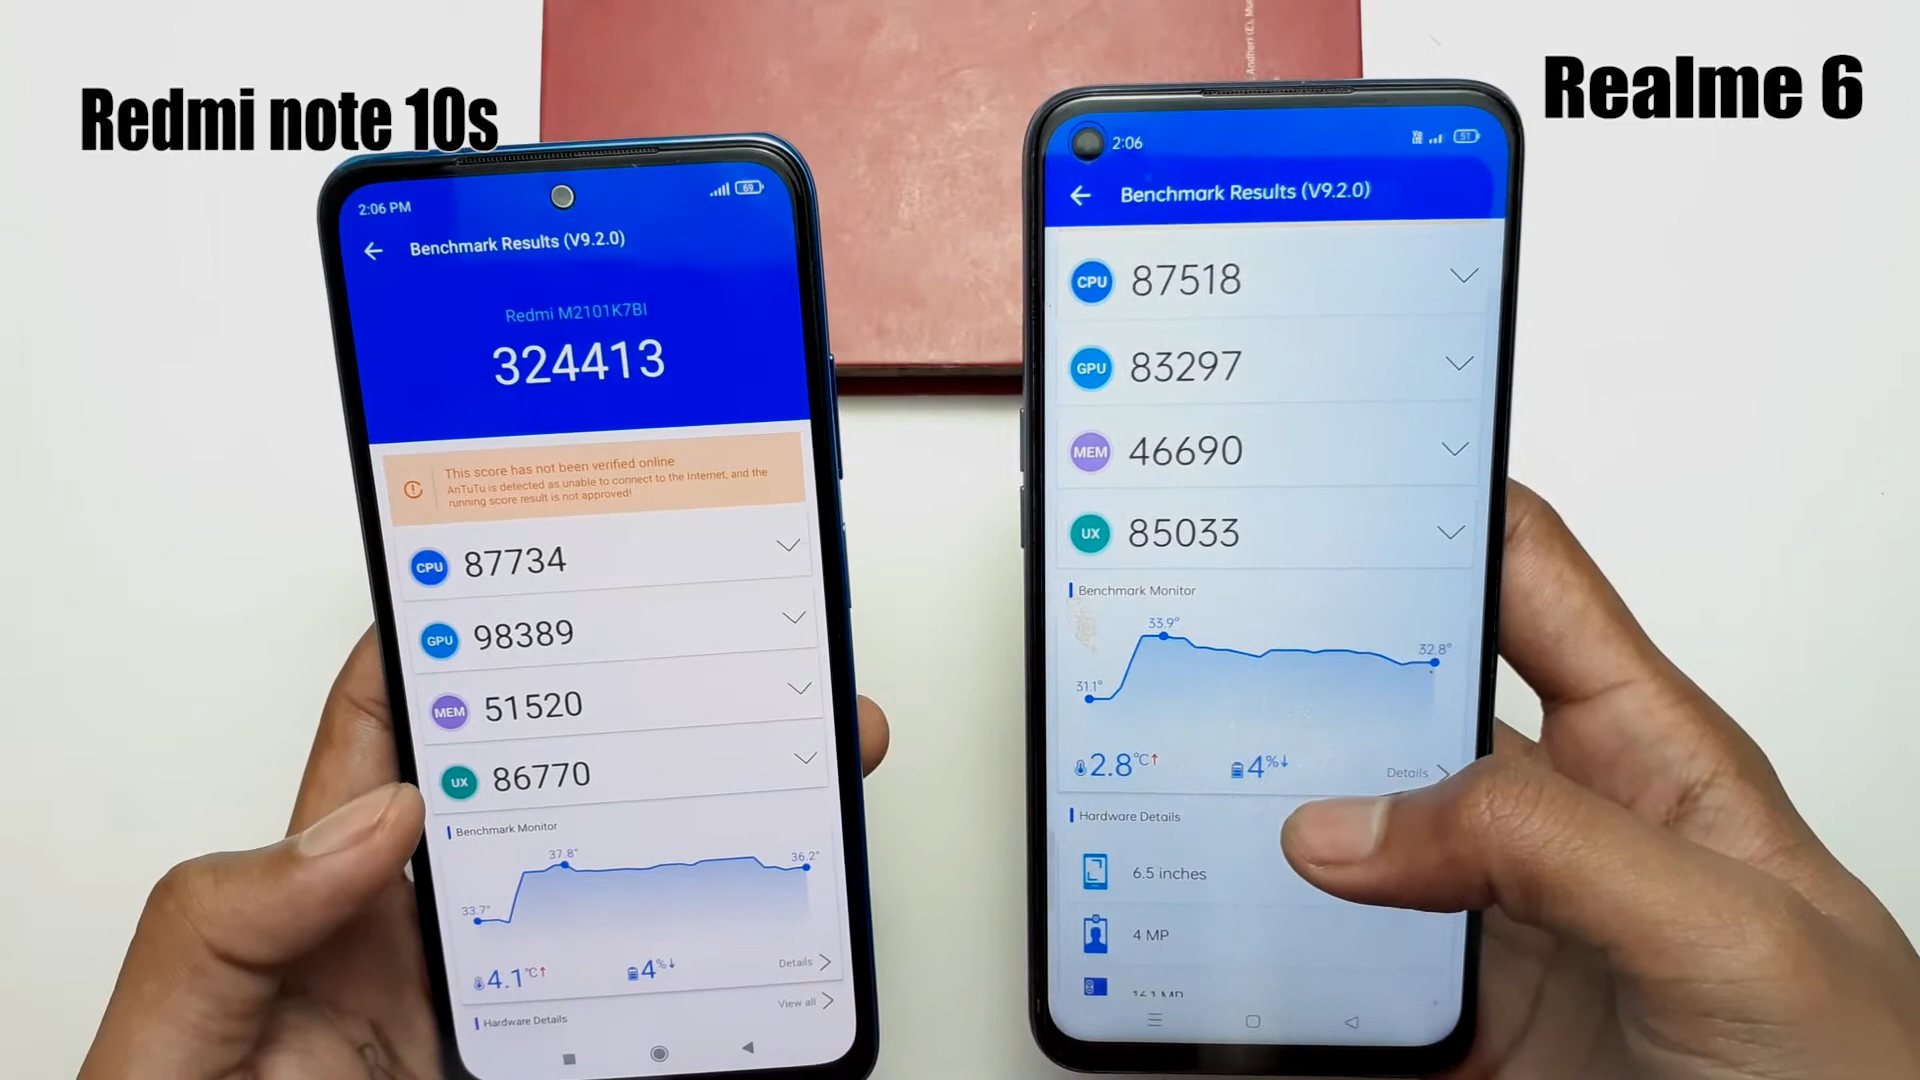 Redmi note 10s
Realme 6
Andheri (E), Mu
2:06 PM
69
Benchmark Results (V9.2.0)
Redmi M2101K7BI
324413
This score has not been verified online
AnTuTu is detected as unable to connect to the Internet, and the
running score result is not approved!
CPU 87734
GPU 98389
MEM 51520
UX 86770
Benchmark Monitor
37.8°
36.2°
33.7°
4.1°C↑
4%↓
Details
View all
Hardware Details
2:06
51
Benchmark Results (V9.2.0)
CPU 87518
GPU 83297
MEM 46690
UX 85033
Benchmark Monitor
33.9°
32.8°
31.1°
2.8°C↑
4%↓
Details
Hardware Details
6.5 inches
4 MP